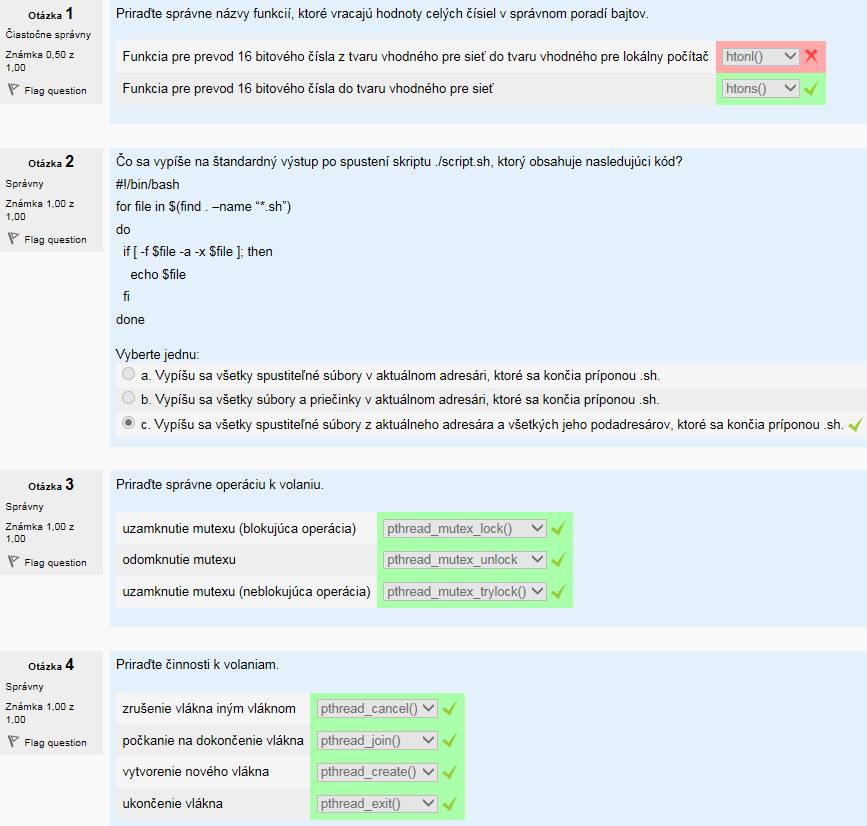 Otázka 1
Čiastočne správny
Známka 0,50 z
1,00
Flag question
Priraďte správne názvy funkcií, ktoré vracajú hodnoty celých čísiel v správnom poradí bajtov.
Funkcia pre prevod 16 bitového čísla z tvaru vhodného pre sieť do tvaru vhodného pre lokálny počítač htonl()
Funkcia pre prevod 16 bitového čísla do tvaru vhodného pre sieť htons()
Otázka 2
Správny
Známka 1,00 z
1,00
Flag question
Čo sa vypíše na štandardný výstup po spustení skriptu ./script.sh, ktorý obsahuje nasledujúci kód?
#!/bin/bash
for file in $(find . –name “*.sh”)
do
if [ -f $file -a -x $file ]; then
echo $file
fi
done
Vyberte jednu:
a. Vypíšu sa všetky spustiteľné súbory v aktuálnom adresári, ktoré sa končia príponou .sh.
b. Vypíšu sa všetky súbory a priečinky v aktuálnom adresári, ktoré sa končia príponou .sh.
c. Vypíšu sa všetky spustiteľné súbory z aktuálneho adresára a všetkých jeho podadresárov, ktoré sa končia príponou .sh.
Otázka 3
Správny
Známka 1,00 z
1,00
Flag question
Priraďte správne operáciu k volaniu.
uzamknutie mutexu (blokujúca operácia) pthread_mutex_lock()
odomknutie mutexu pthread_mutex_unlock
uzamknutie mutexu (neblokujúca operácia) pthread_mutex_trylock()
Otázka 4
Správny
Známka 1,00 z
1,00
Flag question
Priraďte činnosti k volaniam.
zrušenie vlákna iným vláknom pthread_cancel()
počkanie na dokončenie vlákna pthread_join()
vytvorenie nového vlákna pthread_create()
ukončenie vlákna pthread_exit()